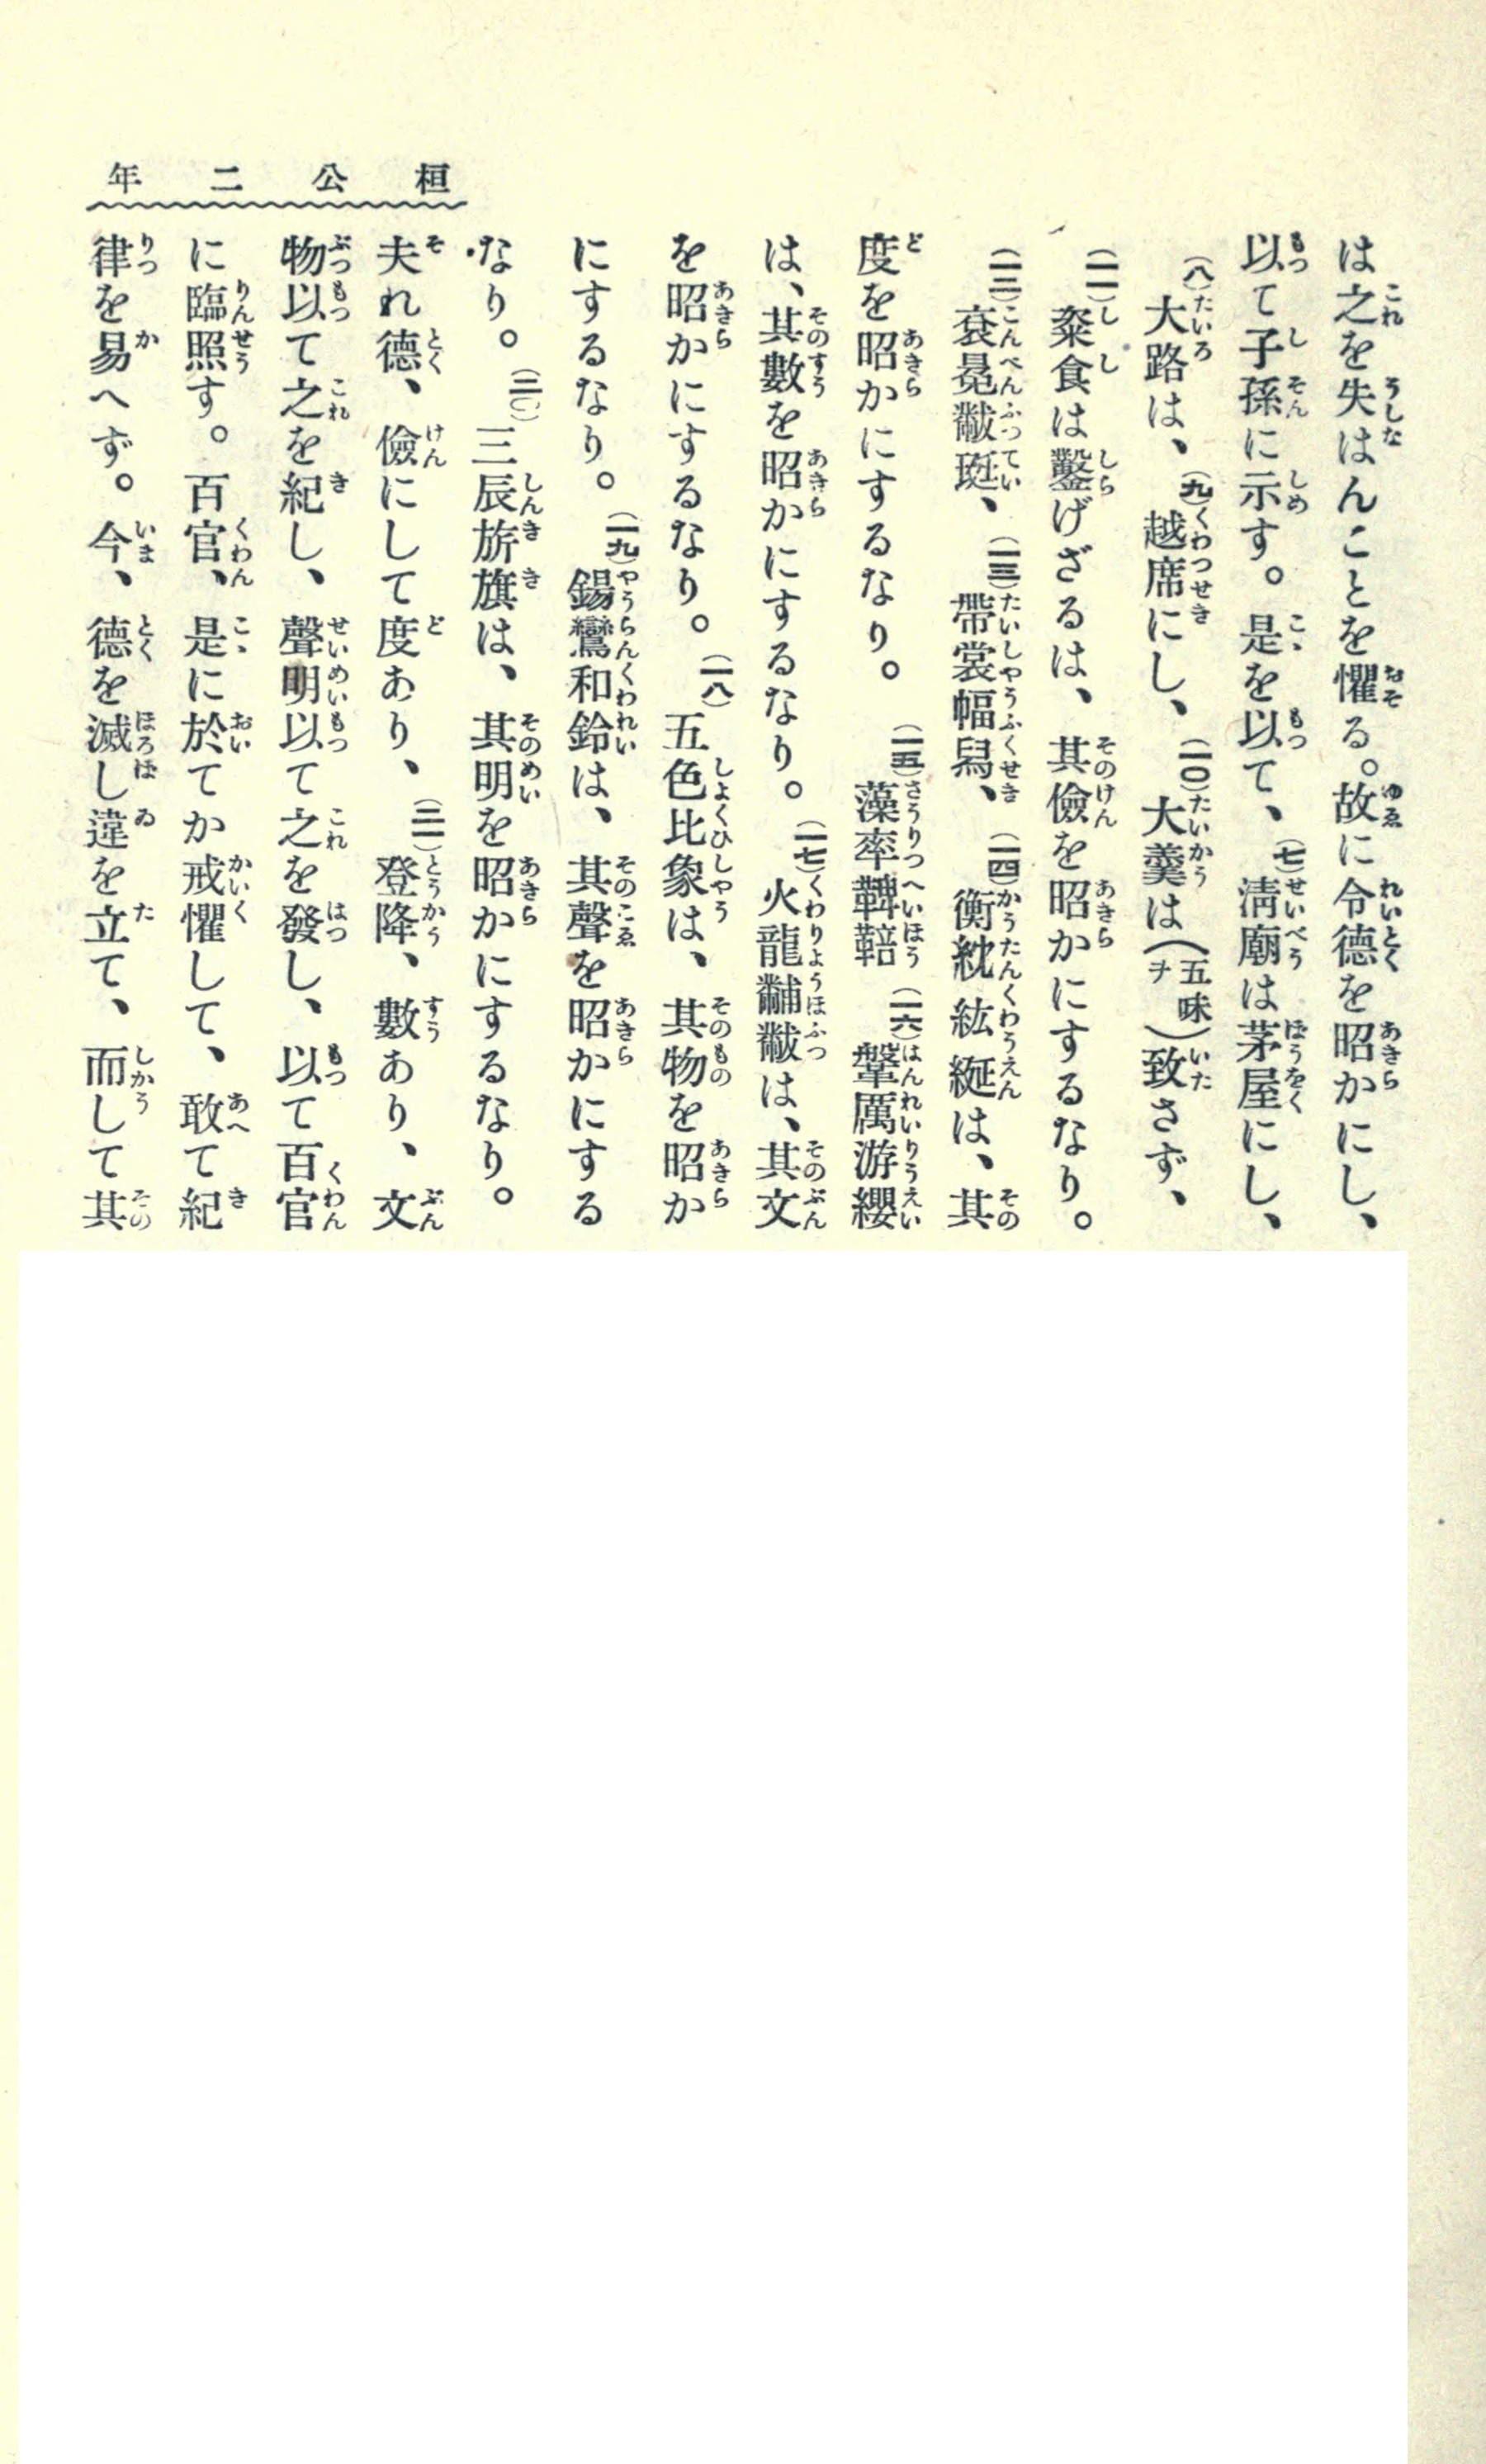 桓公二年
は之を失はんことを懼る。故に令德を昭かにし、
以て子孫に示す。是を以て、（七）淸廟は茅屋にし、
（八）大路は、（九）越席にし、（一〇）大羹は（五味ヲ）致さず、
（一一）粢食は鑿げざるは、其儉を昭かにするなり。
（一二）袞冕黻珽、（一三）帶裳幅舃、（一四）衡紞紘綖は、其
度を昭かにするなり。（一五）藻率鞞鞛（一六）鞶厲游纓
は、其數を昭かにするなり。（一七）火龍黼黻は、其文
を昭かにするなり。（一八）五色比象は、其物を昭か
にするなり。（一九）鍚鸞和鈴は、其聲を昭かにする
なり。（二〇）三辰旂旗は、其明を昭かにするなり。
夫れ德、儉にして度あり、（二一）登降、數あり、文
物以て之を紀し、聲明以て之を發し、以て百官
に臨照す。百官、是に於てか戒懼して、敢て紀
律を易へず。今、德を滅し違を立て、而して其